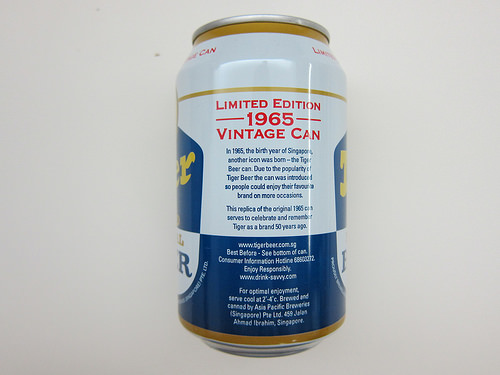 LIMITED EDITION
1965
VINTAGE CAN
In 1965, the birth year of Singapore,
another icon was born – the Tiger
Beer can. Due to the popularity of
Tiger Beer the can was introduced
so people could enjoy their favourite
brand on more occasions.
This replica of the original 1965 can
serves to celebrate and remember
Tiger as a brand 50 years ago.
www.tigerbeer.com.sg
Best Before - See bottom of can.
Consumer Information Hotline 68603272.
Enjoy Responsibly.
www.drink-savvy.com
For optimal enjoyment,
serve cool at 2˚-4˚c. Brewed and
canned by Asia Pacific Breweries
(Singapore) Pte Ltd. 459 Jalan
Ahmad Ibrahim, Singapore.
CAN
er
R